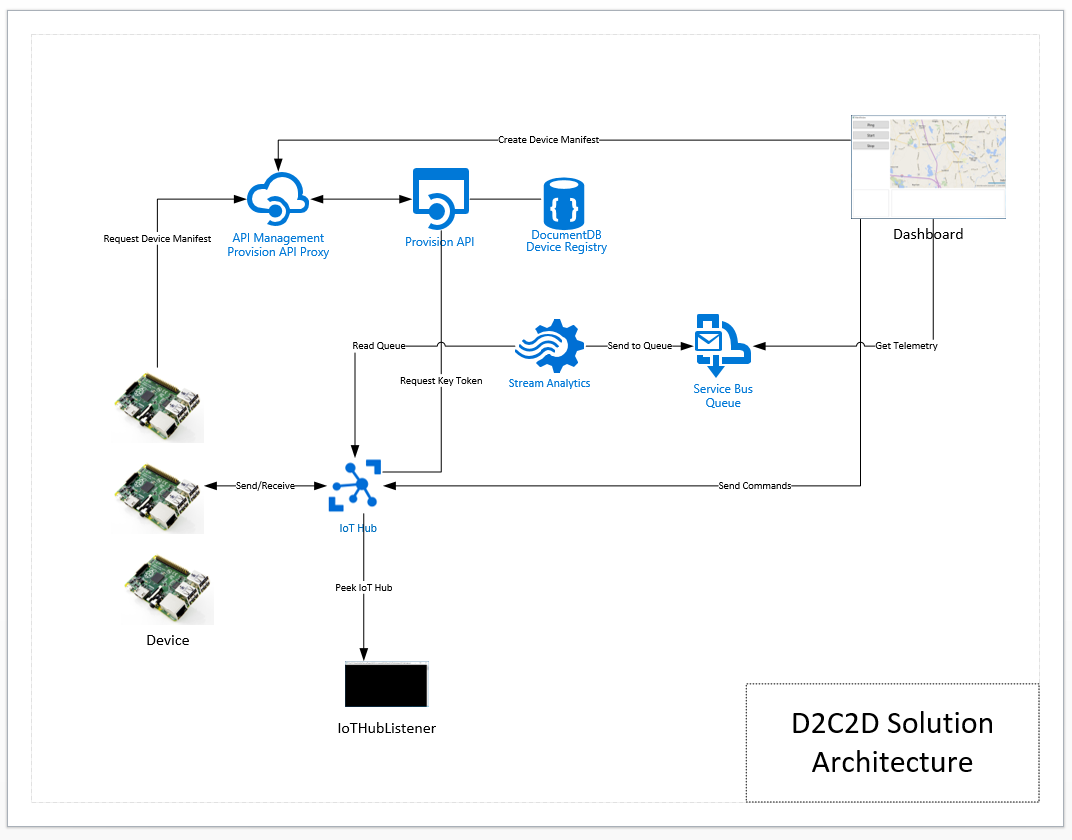 Create Device Manifest
Request Device Manifest
API Management
Provision API Proxy
Provision API
DocumentDB
Device Registry
Dashboard
Read Queue
Stream Analytics
Send to Queue
Service Bus
Queue
Get Telemetry
Request Key Token
Send/Receive
IoT Hub
Send Commands
Peek IoT Hub
Device
IoTHubListener
D2C2D Solution
Architecture